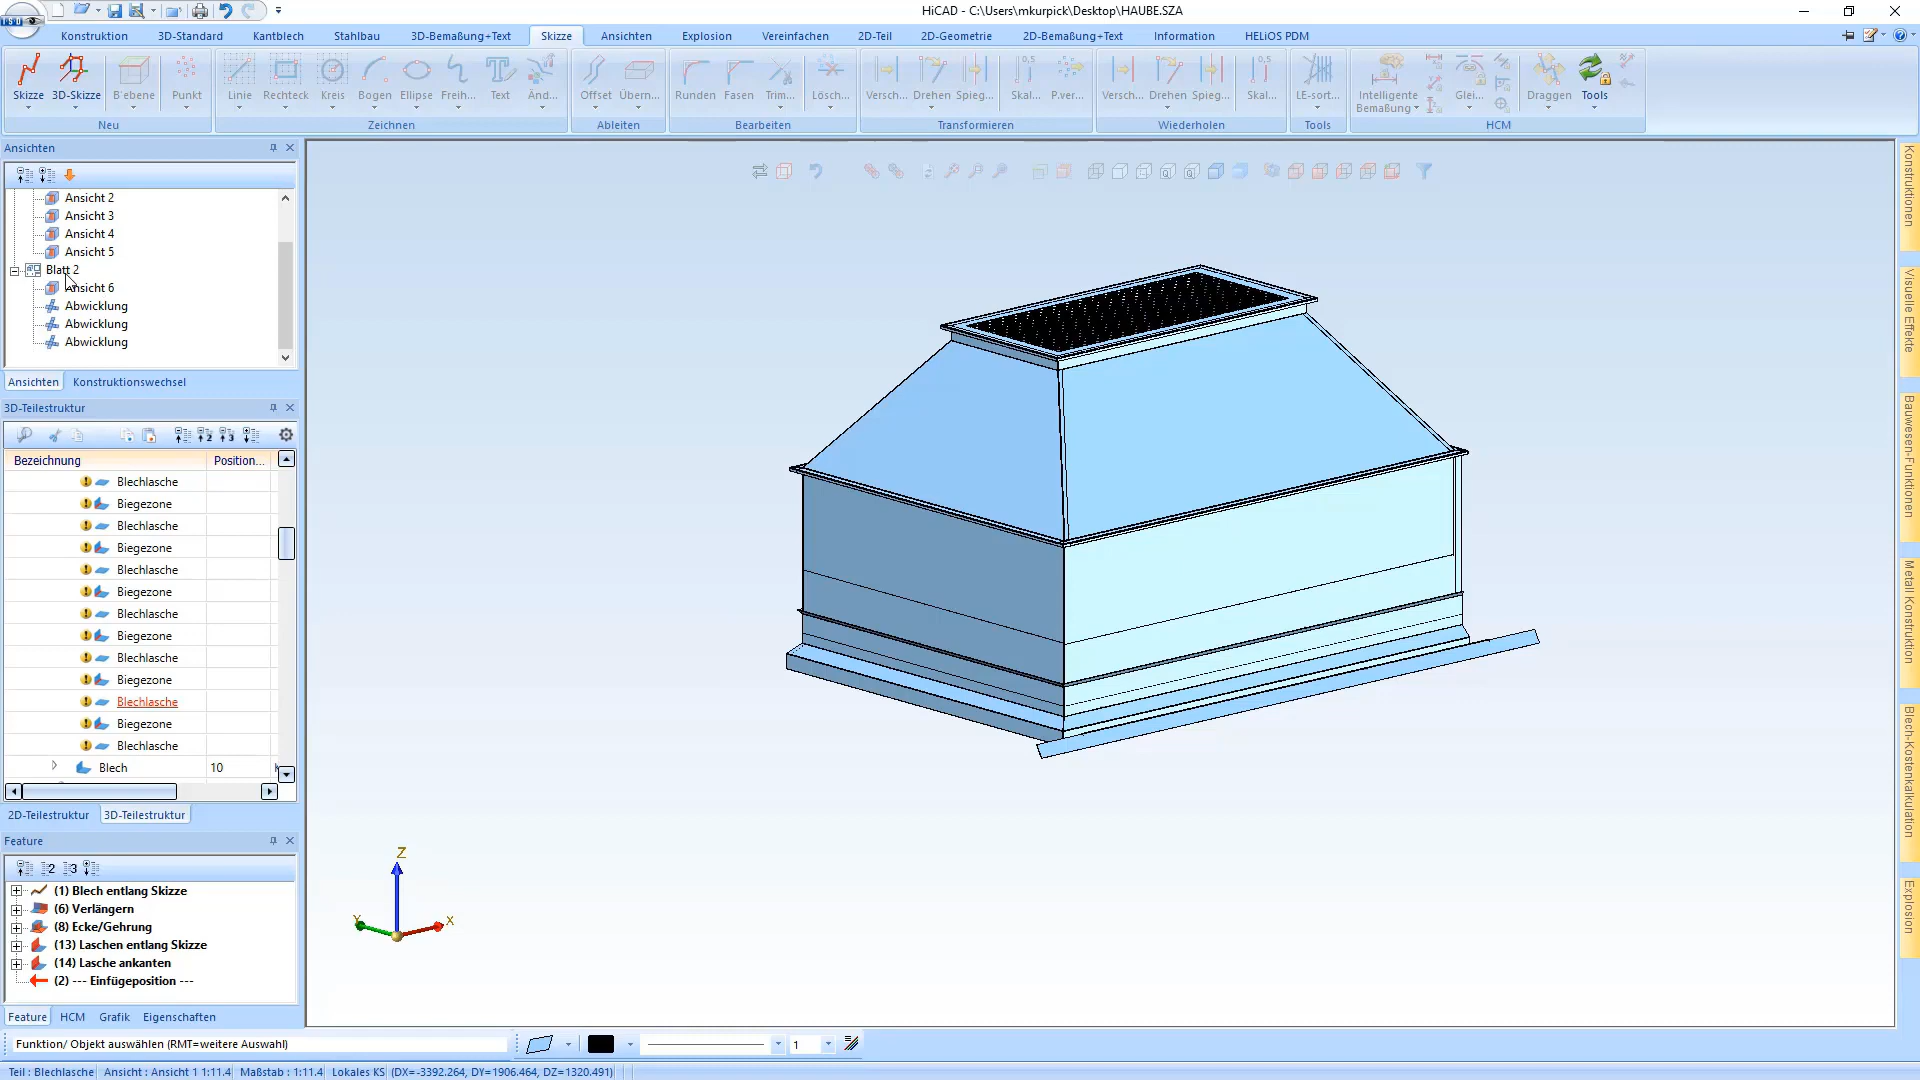 HiCAD - C:\Users\mkurpick\Desktop\HAUBE.SZA
ISD
Konstruktion 3D-Standard Kantblech Stahlbau 3D-Bemaßung+Text Skizze Ansichten Explosion Vereinfachen 2D-Teil 2D-Geometrie 2D-Bemaßung+Text Information HELiOS PDM
Skizze 3D-Skizze B'ebene Punkt Linie Rechteck Kreis Bogen Ellipse Freih... Text Änd... Offset Übern... Runden Fasen Trim... Lösch... Versch... Drehen Spieg... Skal... P.ver... Versch... Drehen Spieg... Skal... LE-sort... Intelligente Bemaßung Glei... Draggen Tools
Neu Zeichnen Ableiten Bearbeiten Transformieren Wiederholen Tools HCM
Ansichten
Ansicht 2
Ansicht 3
Ansicht 4
Ansicht 5
Blatt 2
Ansicht 6
Abwicklung
Abwicklung
Abwicklung
Ansichten Konstruktionswechsel
3D-Teilestruktur
Bezeichnung Position...
Blechlasche
Biegezone
Blechlasche
Biegezone
Blechlasche
Biegezone
Blechlasche
Biegezone
Blechlasche
Biegezone
Blechlasche
Biegezone
Blechlasche
Blech 10
2D-Teilestruktur 3D-Teilestruktur
Feature
2 3
(1) Blech entlang Skizze
(6) Verlängern
(8) Ecke/Gehrung
(13) Laschen entlang Skizze
(14) Lasche ankanten
(2) --- Einfügeposition ---
Feature HCM Grafik Eigenschaften
Z
Y
X
Konstruktionen
Visuelle Effekte
Bauwesen-Funktionen
Metall Konstruktion
Blech-Kostenkalkulation
Explosion
Funktion/ Objekt auswählen (RMT=weitere Auswahl) 1
Teil : Blechlasche Ansicht : Ansicht 1 1:11.4 Maßstab : 1:11.4 Lokales KS (DX=-3392.264, DY=1906.464, DZ=1320.491)